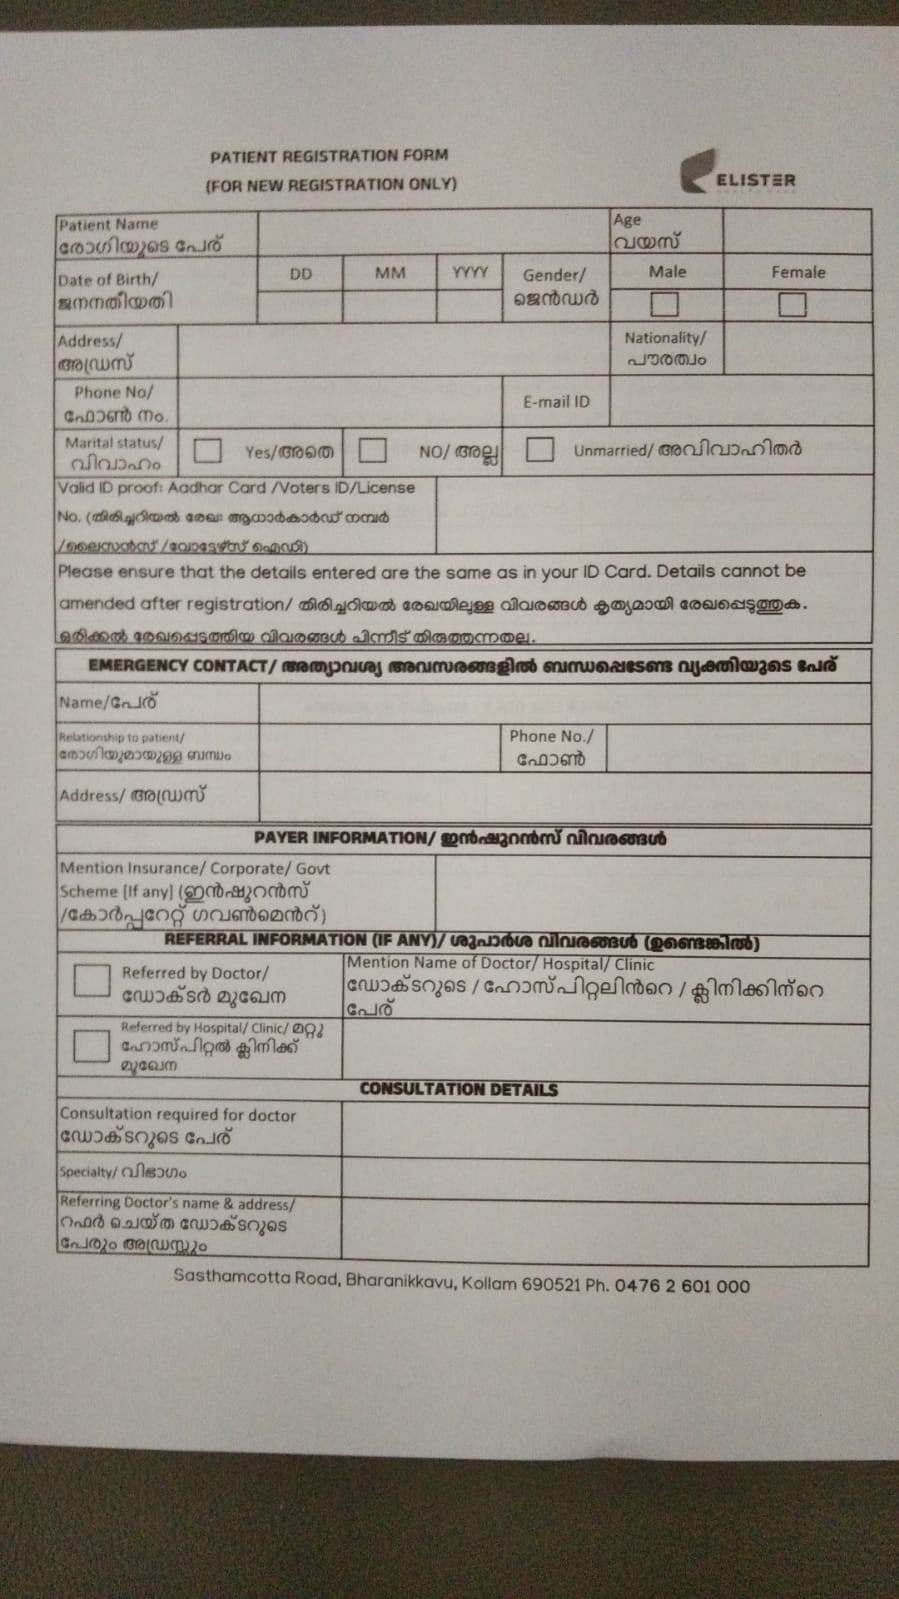 PATIENT REGISTRATION FORM
(FOR NEW REGISTRATION ONLY)
ELISTER
Patient Name
രോഗിയുടെ പേര്
Age
വയസ്
Date of Birth/
ജനനതിയതി
DD
MM
YYYY
Gender/
ജെൻഡർ
Male
Female
Address/
അഡ്രസ്
Nationality/
പൗരത്വം
Phone No/
ഫോൺ നം.
E-mail ID
Marital status/
വിവാഹം
Yes/അതെ
NO/ അല്ല
Unmarried/ അവിവാഹിതർ
Valid ID proof: Aadhar Card /Voters ID/License
No. (തിരിച്ചറിയൽ രേഖ: ആധാർകാർഡ് നമ്പർ
/ലൈസൻസ് /വോട്ടേഴ്സ് ഐഡി)
Please ensure that the details entered are the same as in your ID Card. Details cannot be
amended after registration/ തിരിച്ചറിയൽ രേഖയിലുള്ള വിവരങ്ങൾ കൃത്യമായി രേഖപ്പെടുത്തുക.
ഒരിക്കൽ രേഖപ്പെടത്തിയ വിവരങ്ങൾ പിന്നീട് തിരുത്തന്നതല്ല.
EMERGENCY CONTACT/ അത്യാവശ്യ അവസരങ്ങളിൽ ബന്ധപ്പെടേണ്ട വ്യക്തിയുടെ പേര്
Name/പേര്
Relationship to patient/
രോഗിയുമായുള്ള ബന്ധം
Phone No./
ഫോൺ
Address/ അഡ്രസ്
PAYER INFORMATION/ ഇൻഷുറൻസ് വിവരങ്ങൾ
Mention Insurance/ Corporate/ Govt
Scheme [If any] (ഇൻഷുറൻസ്
/കോർപ്പറേറ്റ് ഗവൺമെൻറ്)
REFERRAL INFORMATION (IF ANY)/ ശുപാർശ വിവരങ്ങൾ (ഉണ്ടെങ്കിൽ)
Referred by Doctor/
ഡോക്ടർ മുഖേന
Mention Name of Doctor/ Hospital/ Clinic
ഡോക്ടറുടെ / ഹോസ്പിറ്റലിൻറെ / ക്ലിനിക്കിന്റെ
പേര്
Referred by Hospital/ Clinic/ മറ്റു
ഹോസ്പിറ്റൽ ക്ലിനിക്ക്
മുഖേന
CONSULTATION DETAILS
Consultation required for doctor
ഡോക്ടറുടെ പേര്
Specialty/ വിഭാഗം
Referring Doctor's name & address/
റഫർ ചെയ്ത ഡോക്ടറുടെ
പേരും അഡ്രസ്സും
Sasthamcotta Road, Bharanikkavu, Kollam 690521 Ph. 0476 2 601 000